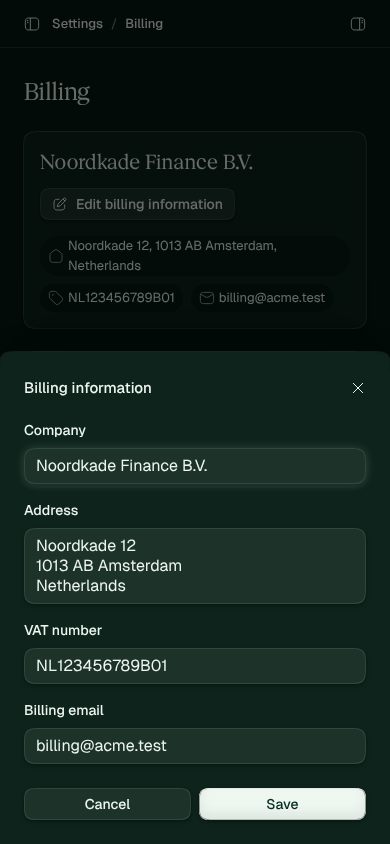 Settings / Billing
Billing
Noordkade Finance B.V.
Edit billing information
Noordkade 12, 1013 AB Amsterdam,
Netherlands
NL123456789B01 billing@acme.test
Billing information
Company
Noordkade Finance B.V.
Address
Noordkade 12
1013 AB Amsterdam
Netherlands
VAT number
NL123456789B01
Billing email
billing@acme.test
Cancel Save